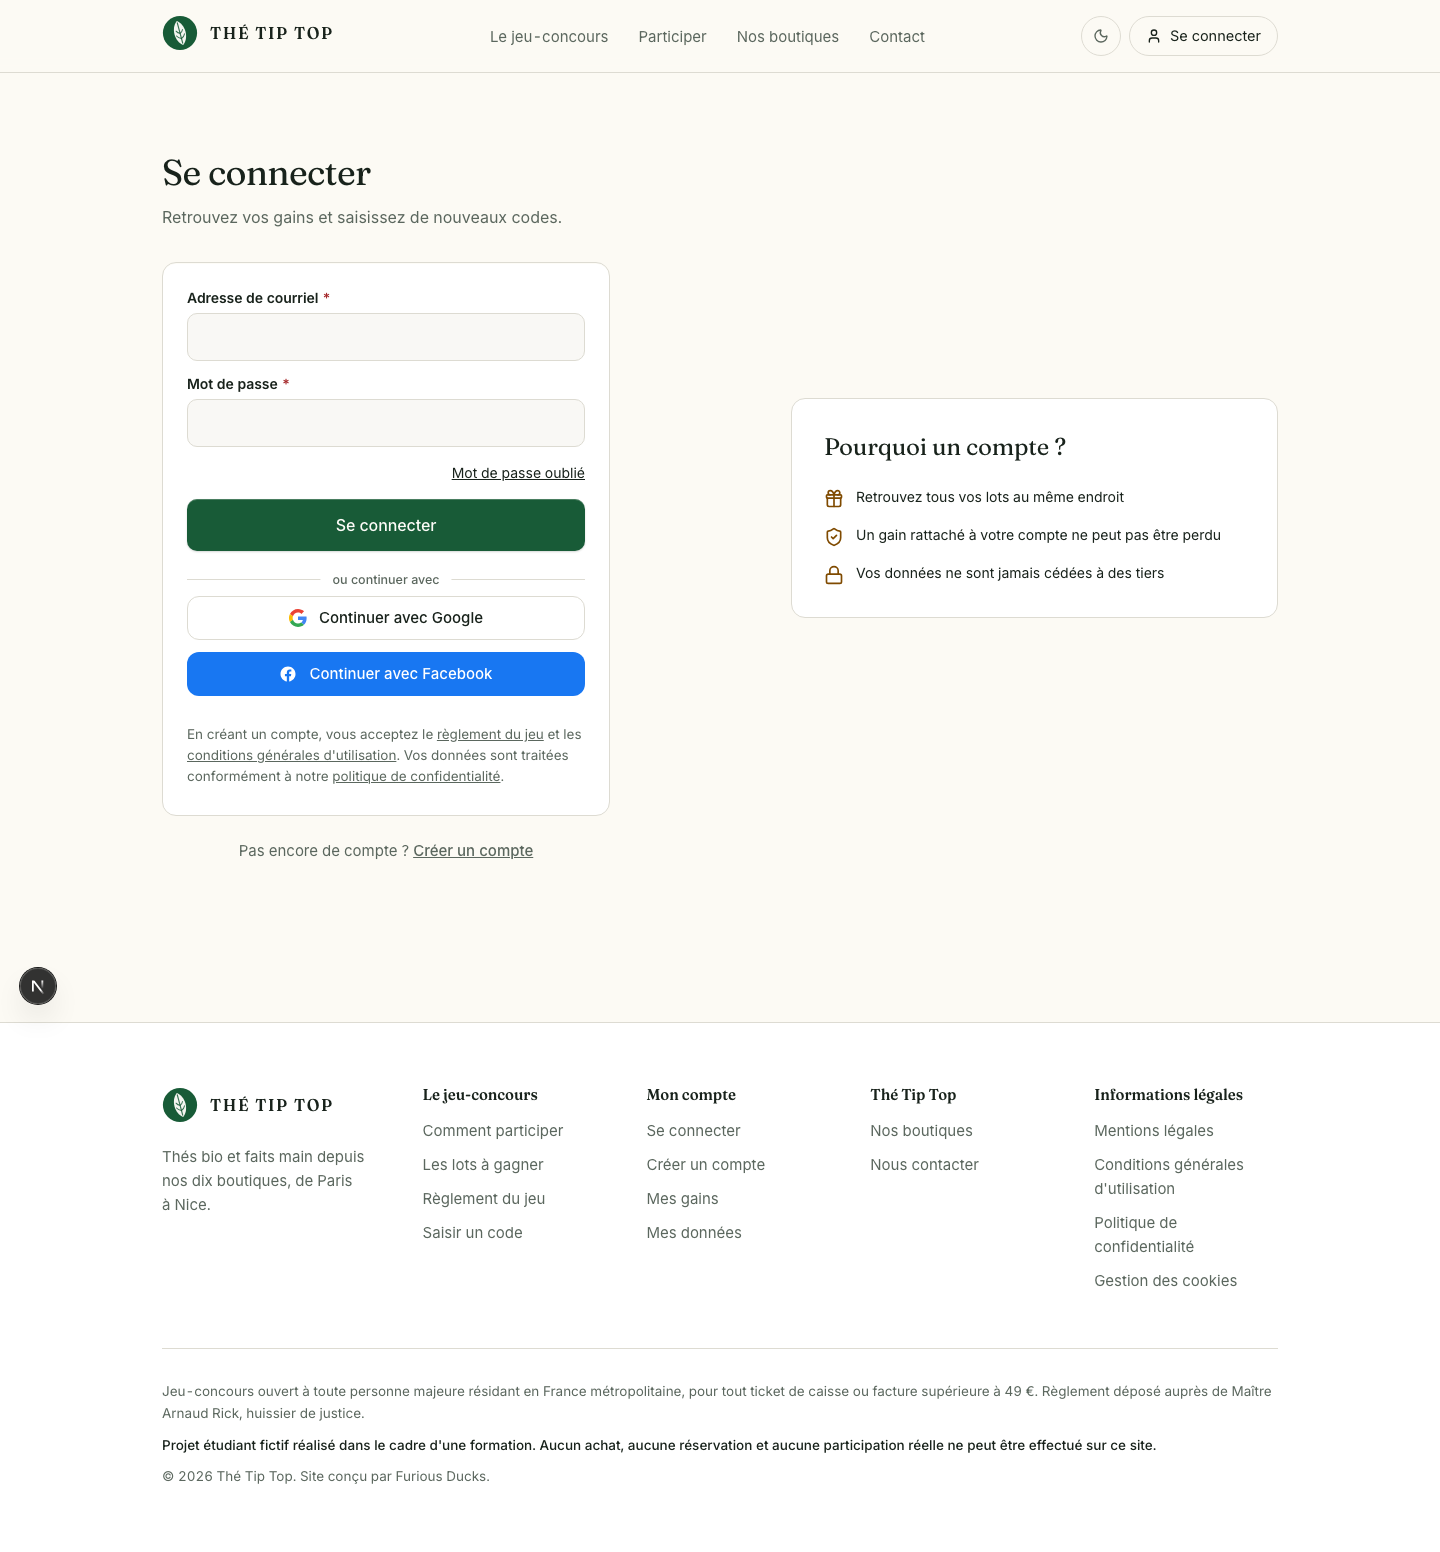 THÉ TIP TOP
Le jeu-concours
Participer
Nos boutiques
Contact
Se connecter
Se connecter
Retrouvez vos gains et saisissez de nouveaux codes.
Adresse de courriel *
Mot de passe *
Mot de passe oublié
Se connecter
ou continuer avec
Continuer avec Google
Continuer avec Facebook
En créant un compte, vous acceptez le règlement du jeu et les
conditions générales d'utilisation. Vos données sont traitées
conformément à notre politique de confidentialité.
Pas encore de compte ? Créer un compte
Pourquoi un compte ?
Retrouvez tous vos lots au même endroit
Un gain rattaché à votre compte ne peut pas être perdu
Vos données ne sont jamais cédées à des tiers
N
THÉ TIP TOP
Thés bio et faits main depuis
nos dix boutiques, de Paris
à Nice.
Le jeu-concours
Comment participer
Les lots à gagner
Règlement du jeu
Saisir un code
Mon compte
Se connecter
Créer un compte
Mes gains
Mes données
Thé Tip Top
Nos boutiques
Nous contacter
Informations légales
Mentions légales
Conditions générales
d'utilisation
Politique de
confidentialité
Gestion des cookies
Jeu-concours ouvert à toute personne majeure résidant en France métropolitaine, pour tout ticket de caisse ou facture supérieure à 49 €. Règlement déposé auprès de Maître
Arnaud Rick, huissier de justice.
Projet étudiant fictif réalisé dans le cadre d'une formation. Aucun achat, aucune réservation et aucune participation réelle ne peut être effectué sur ce site.
© 2026 Thé Tip Top. Site conçu par Furious Ducks.